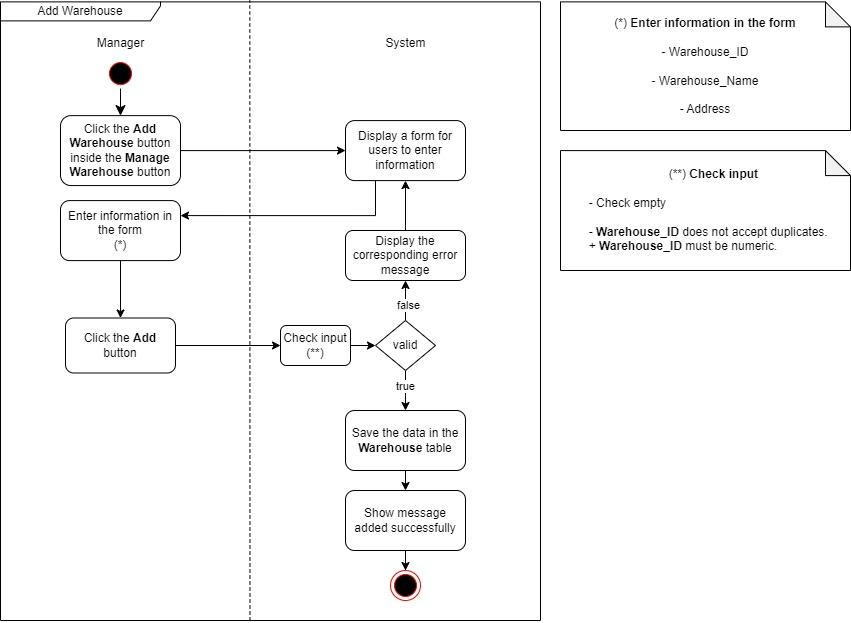 Add Warehouse
Manager
System
Click the Add
Warehouse button
inside the Manage
Warehouse button
Display a form for
users to enter
information
Enter information in
the form
(*)
Display the
corresponding error
message
false
Click the Add
button
Check input
(**)
valid
true
Save the data in the
Warehouse table
Show message
added successfully
(*) Enter information in the form
- Warehouse_ID
- Warehouse_Name
- Address
(**) Check input
- Check empty
- Warehouse_ID does not accept duplicates.
+ Warehouse_ID must be numeric.